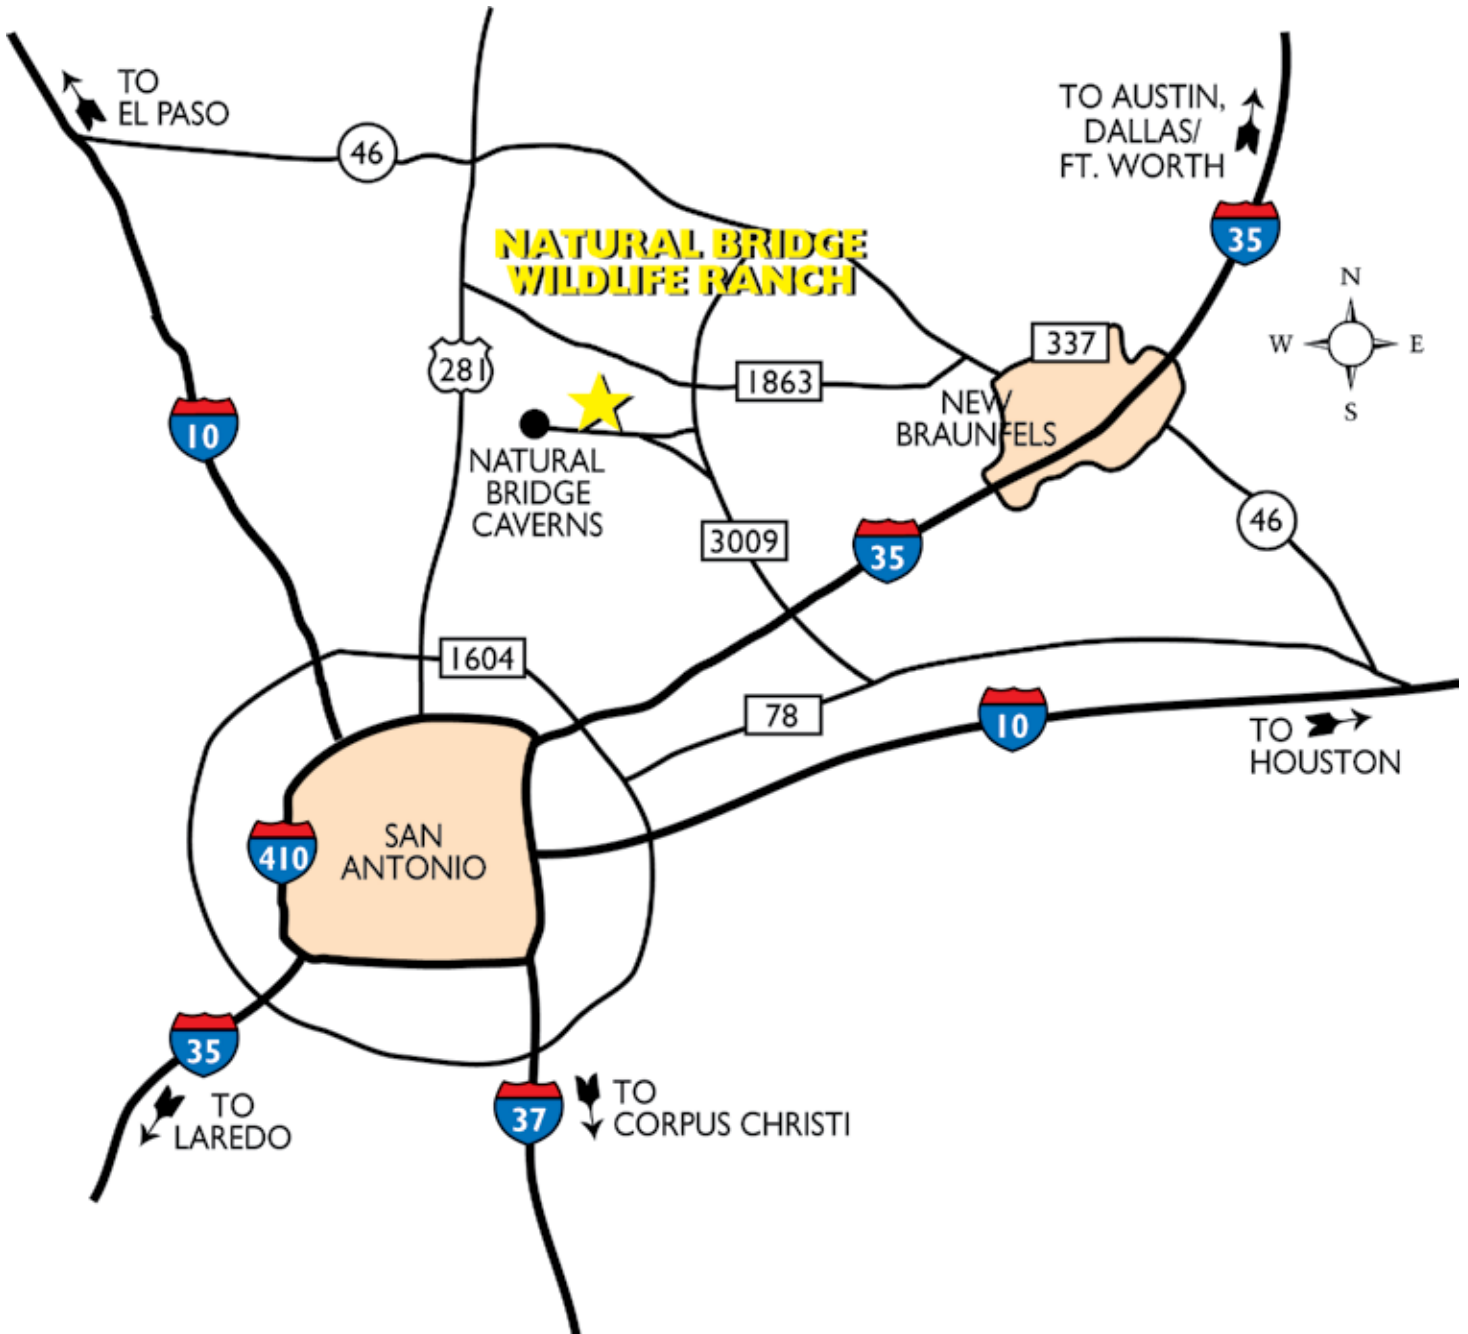 TO
EL PASO
46
TO AUSTIN,
DALLAS/
FT. WORTH
35
NATURAL BRIDGE
WILDLIFE RANCH
N
W
E
S
337
281
1863
10
NEW
BRAUNFELS
NATURAL
BRIDGE
CAVERNS
3009
35
46
1604
78
10
TO
HOUSTON
410
SAN
ANTONIO
35
TO
LAREDO
37
TO
CORPUS CHRISTI